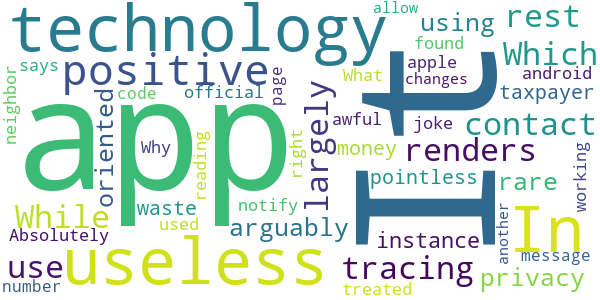 technology allow using rest
says positive found Which
neighbor code official page apple changes android
app Why oriented reading right largely What awful joke contact taxpayer
It
money renders
While waste notify arguably pointless rare working
Absolutely used instance another In
use useless tracing message
number treated privacy